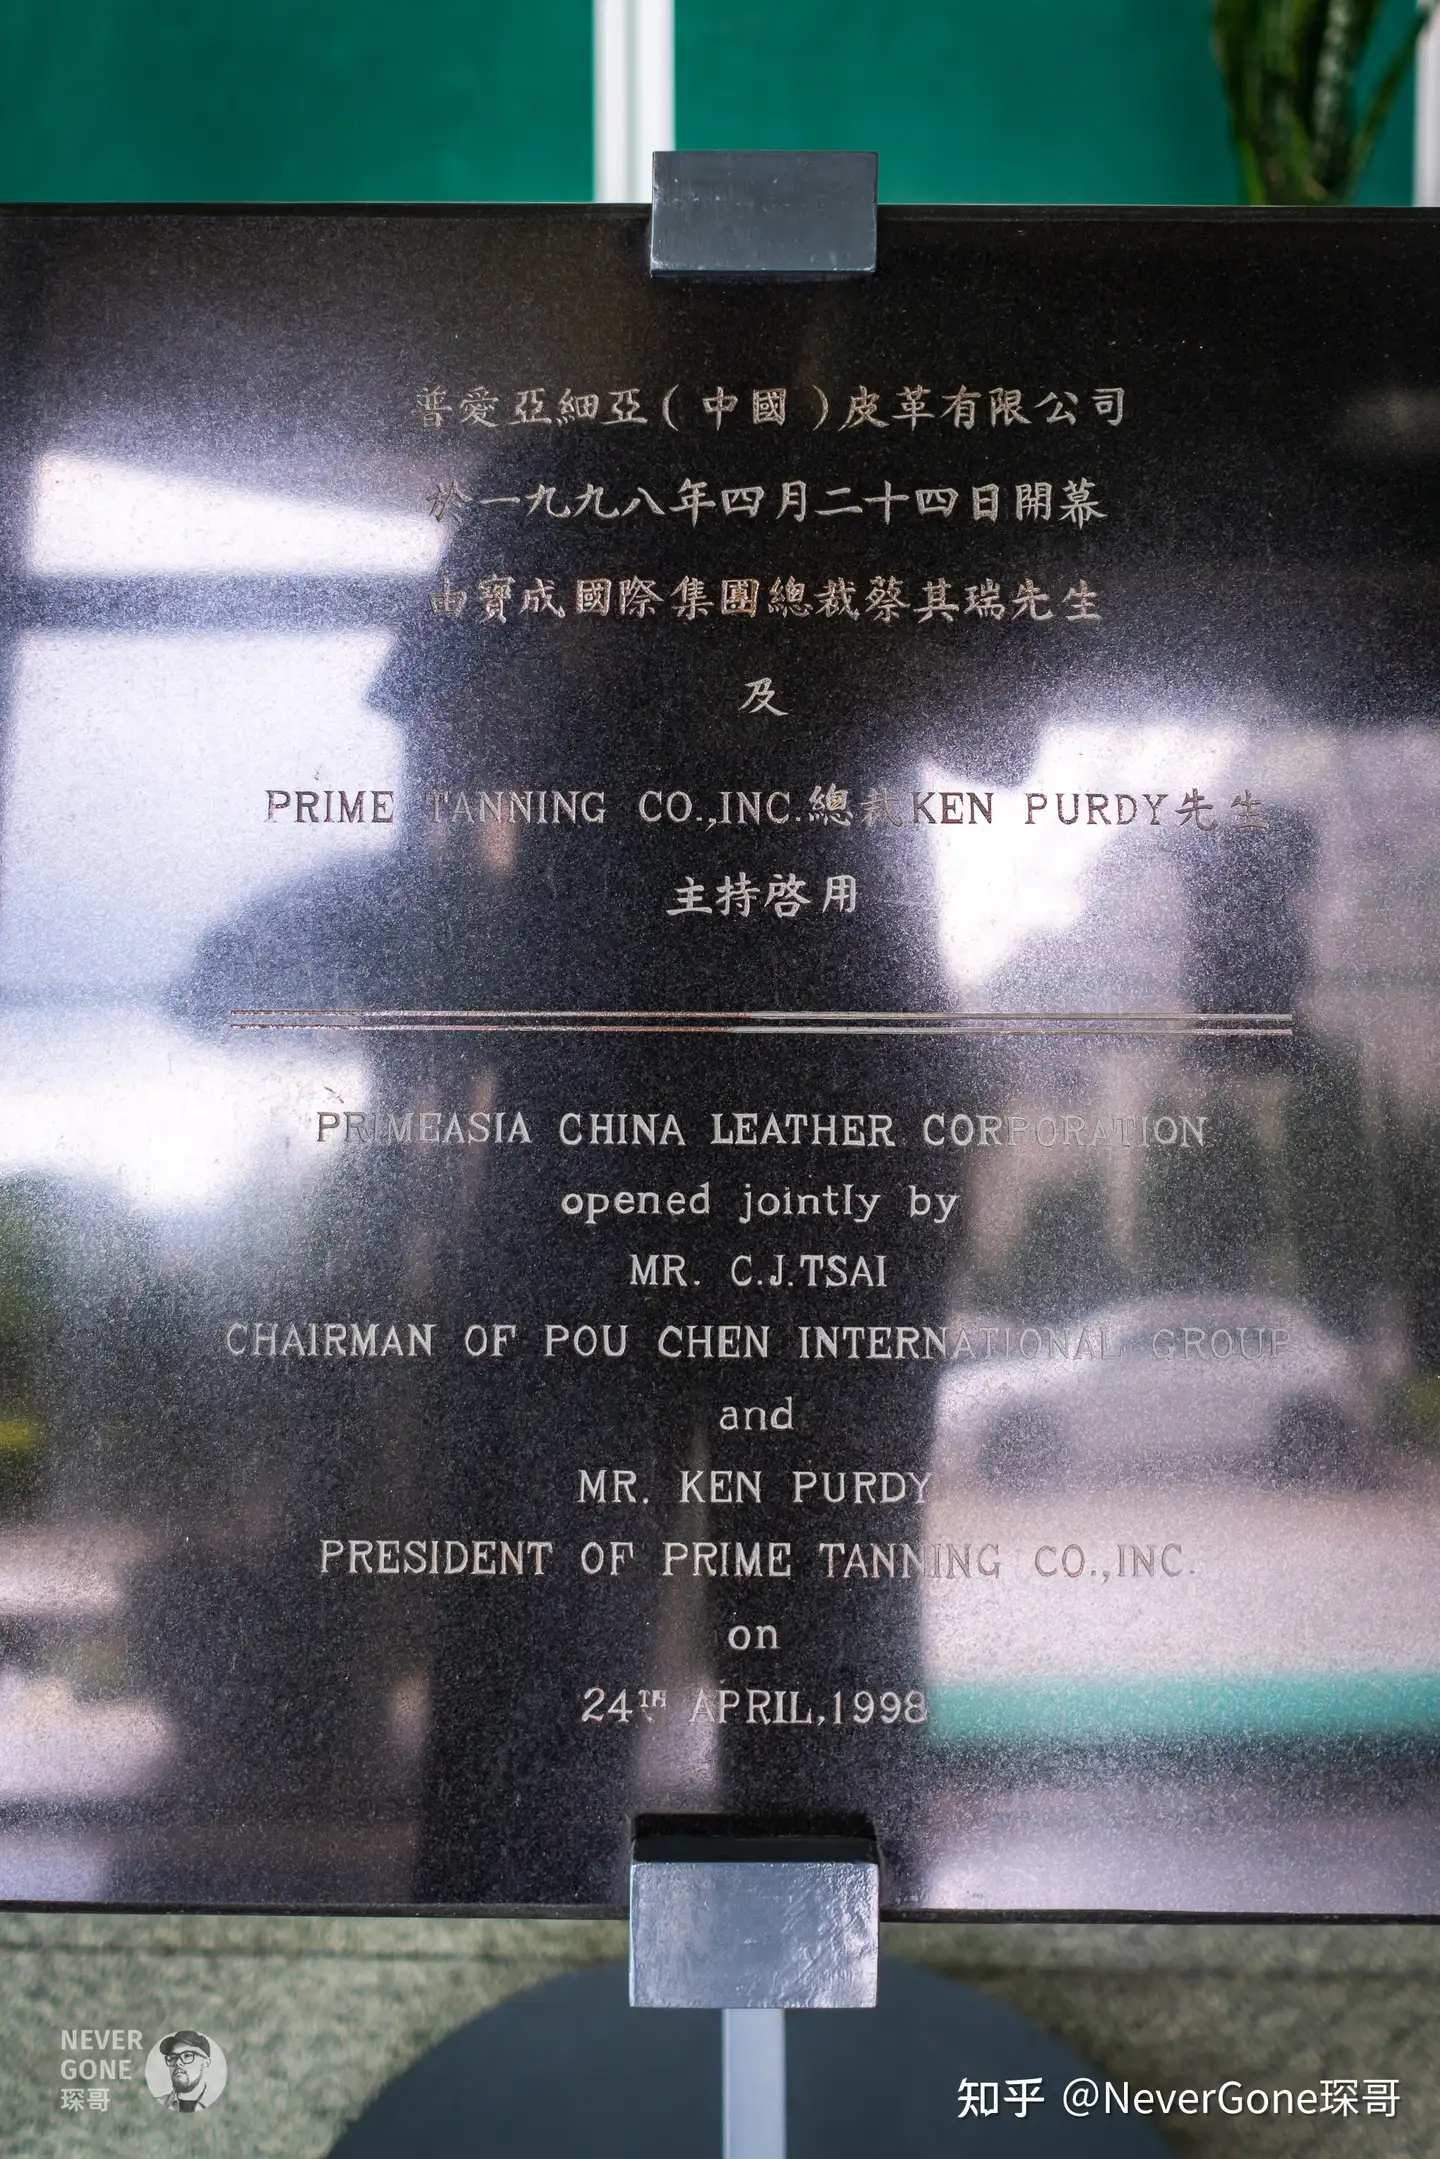 普愛亞細亞(中國)皮革有限公司
於一九九八年四月二十四日開幕
由寶成國際集團總裁蔡其瑞先生
及
PRIME TANNING CO.,INC.總裁KEN PURDY先生
主持啓用
PRIMEASIA CHINA LEATHER CORPORATION
opened jointly by
MR. C.J.TSAI
CHAIRMAN OF POU CHEN INTERNATIONAL GROUP
and
MR. KEN PURDY
PRESIDENT OF PRIME TANNING CO.,INC.
on
24TH APRIL,1998
NEVER
GONE
琛哥
知乎 @NeverGone琛哥